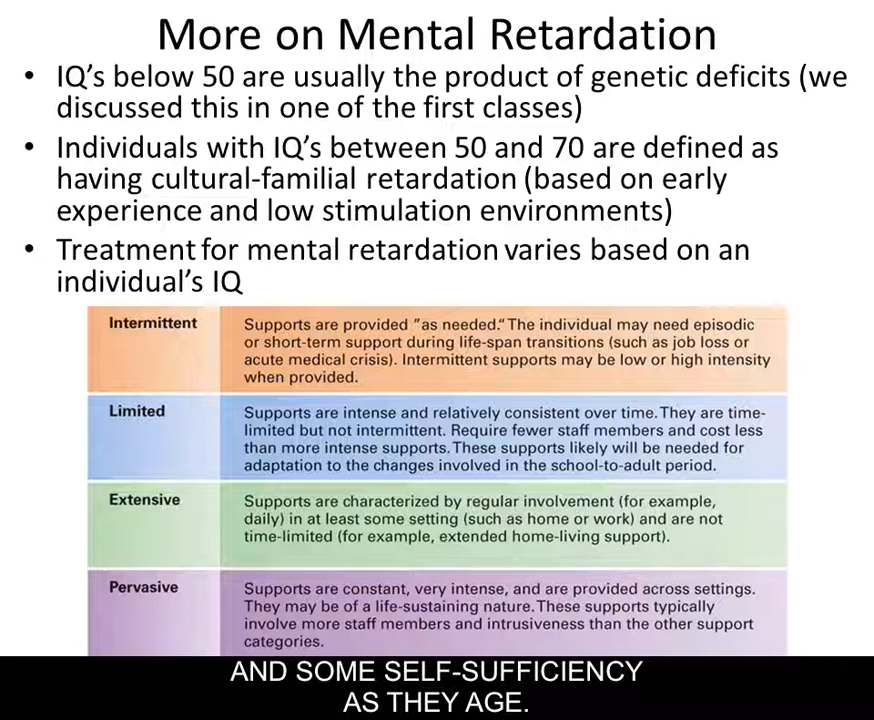 More on Mental Retardation
• IQ's below 50 are usually the product of genetic deficits (we
discussed this in one of the first classes)
• Individuals with IQ's between 50 and 70 are defined as
having cultural-familial retardation (based on early
experience and low stimulation environments)
• Treatment for mental retardation varies based on an
individual's IQ
Intermittent
Supports are provided "as needed." The individual may need episodic
or short-term support during life-span transitions (such as job loss or
acute medical crisis). Intermittent supports may be low or high intensity
when provided.
Limited
Supports are intense and relatively consistent over time. They are time-
limited but not intermittent. Require fewer staff members and cost less
than more intense supports. These supports likely will be needed for
adaptation to the changes involved in the school-to-adult period.
Extensive
Supports are characterized by regular involvement (for example,
daily) in at least some setting (such as home or work) and are not
time-limited (for example, extended home-living support).
Pervasive
Supports are constant, very intense, and are provided across settings.
They may be of a life-sustaining nature. These supports typically
involve more staff members and intrusiveness than the other support
categories.
AND SOME SELF-SUFFICIENCY
AS THEY AGE.